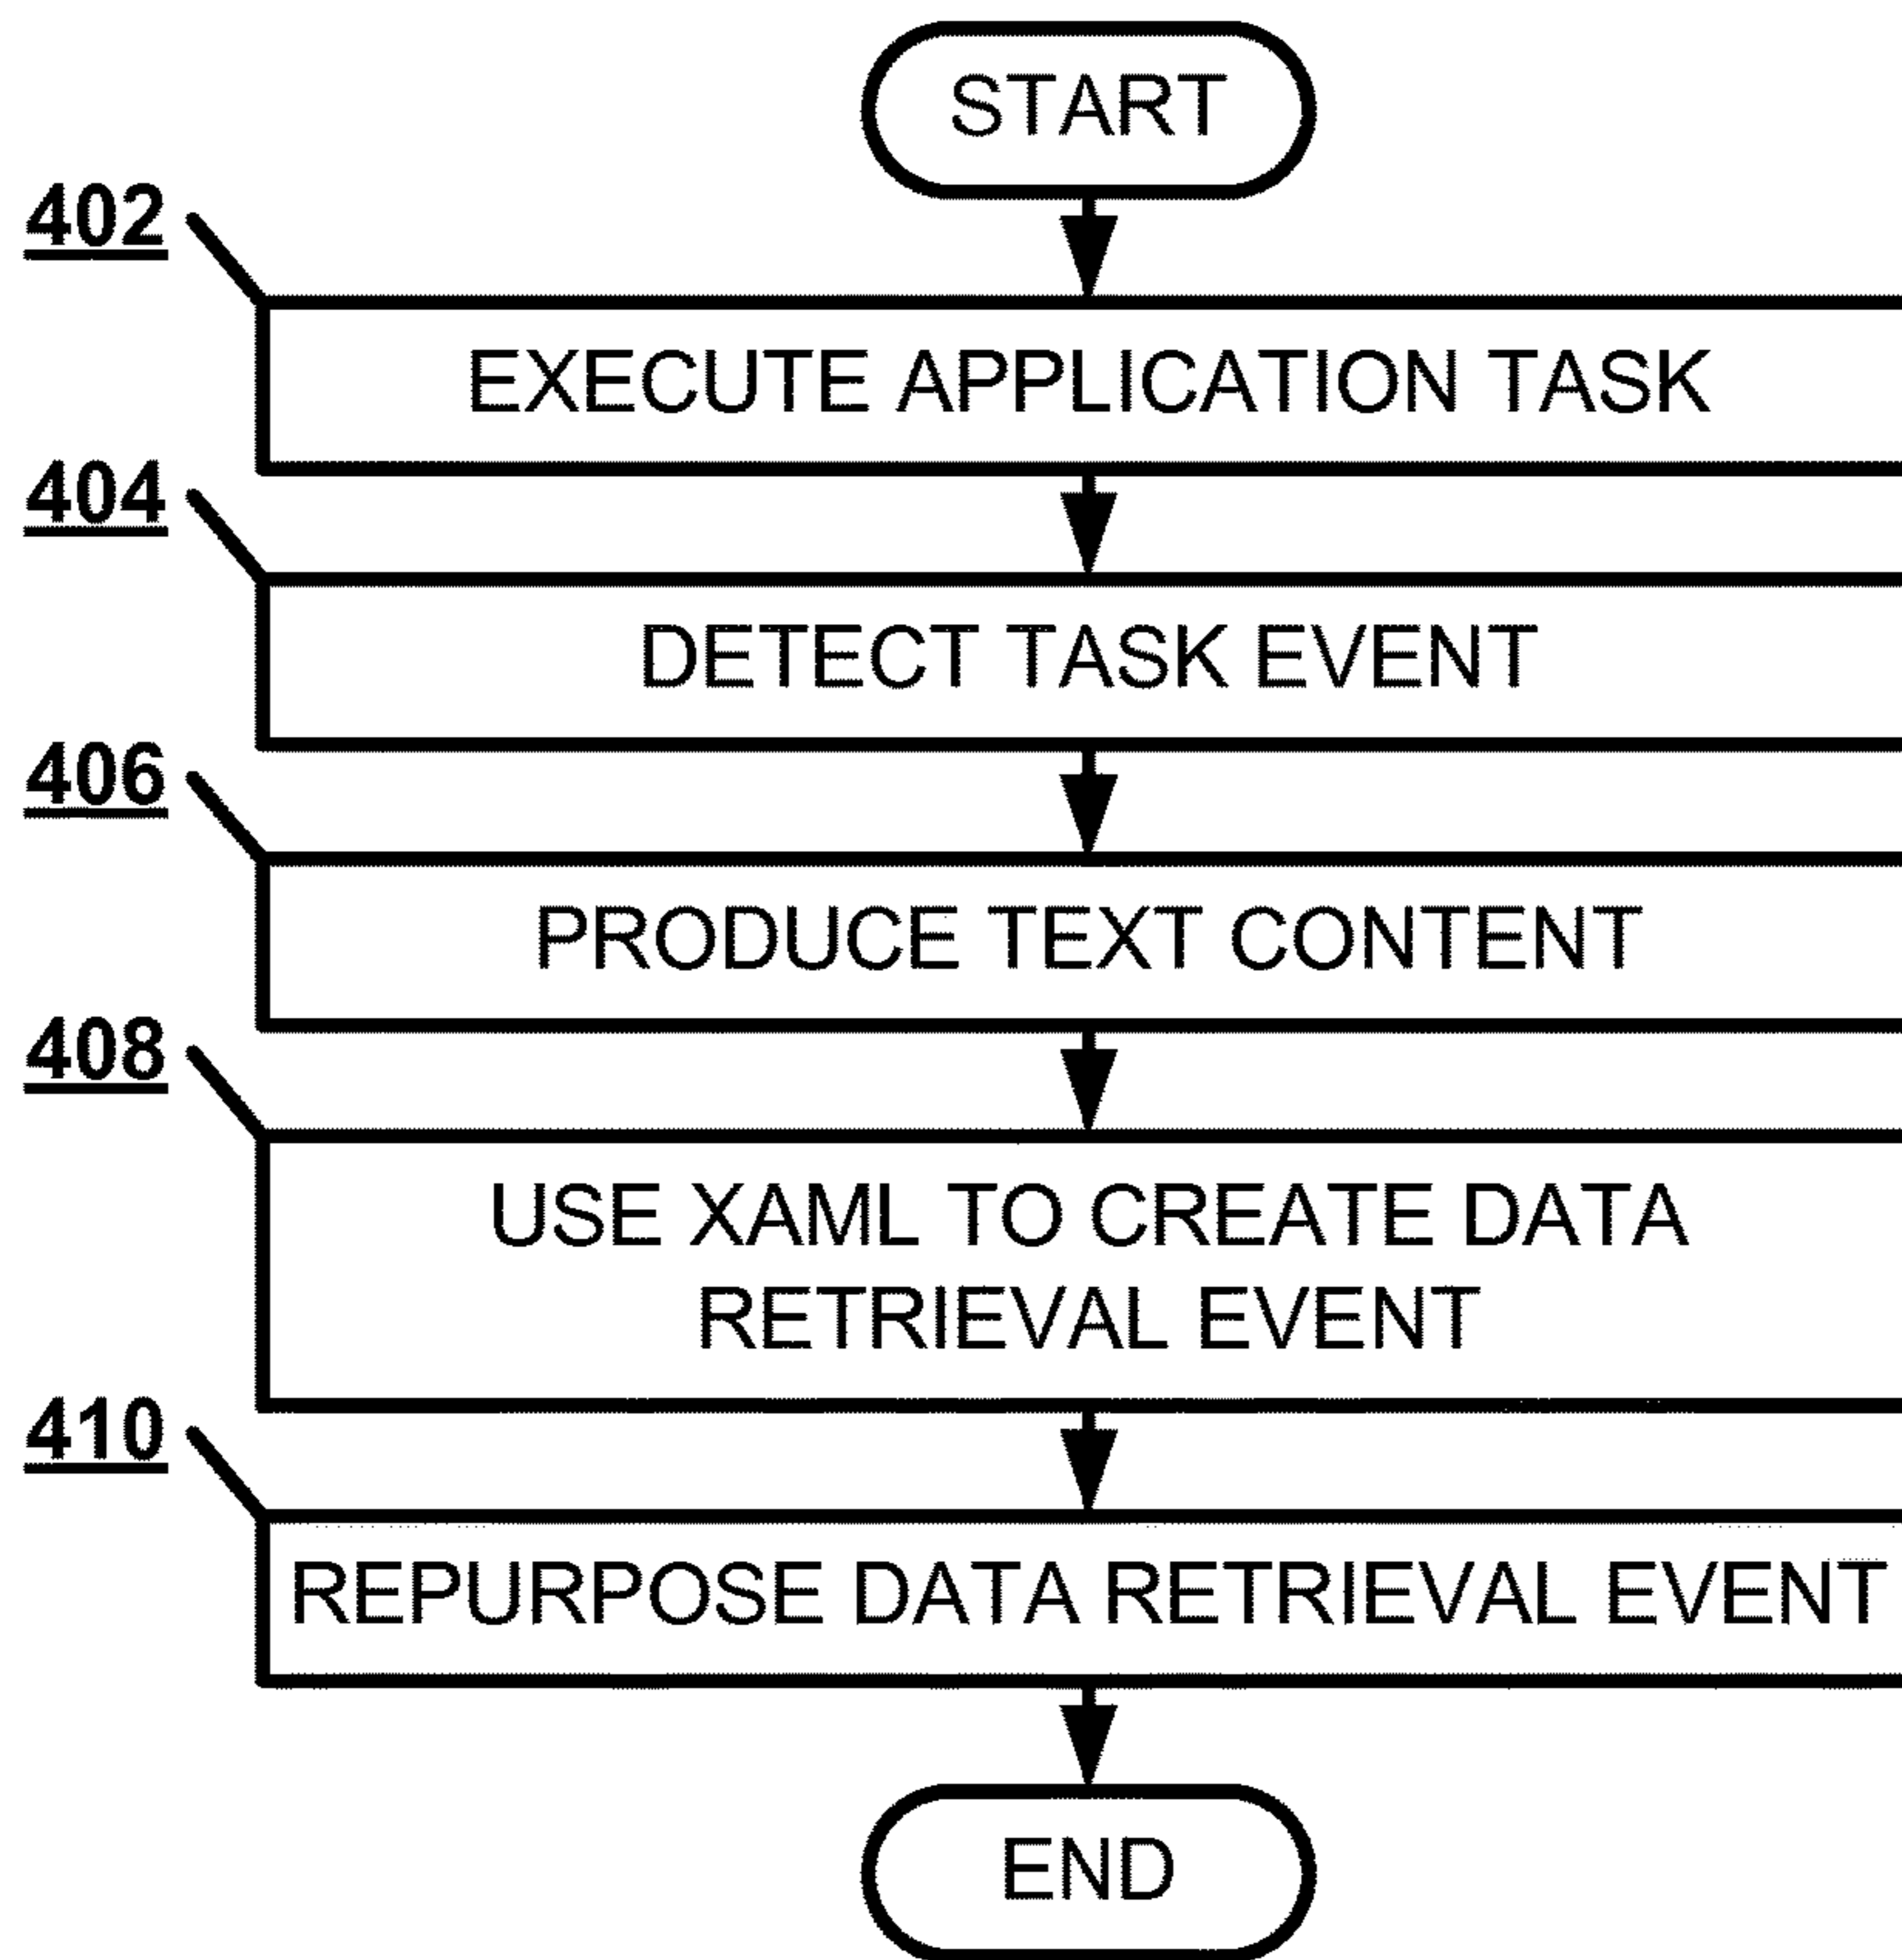 START
402
EXECUTE APPLICATION TASK
404
DETECT TASK EVENT
406
PRODUCE TEXT CONTENT
408
USE XAML TO CREATE DATA
RETRIEVAL EVENT
410
REPURPOSE DATA RETRIEVAL EVENT
END